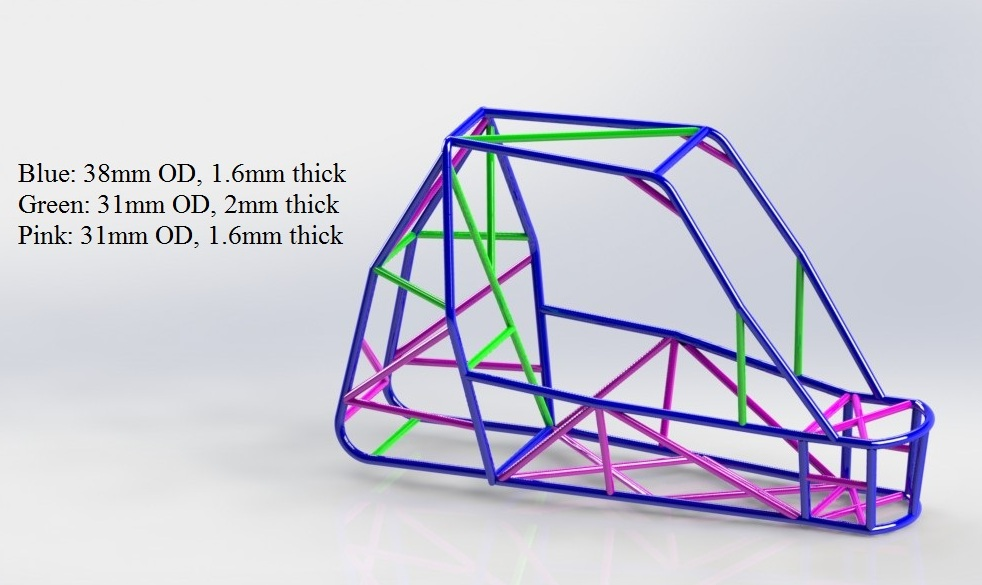 Blue: 38mm OD, 1.6mm thick
Green: 31mm OD, 2mm thick
Pink: 31mm OD, 1.6mm thick